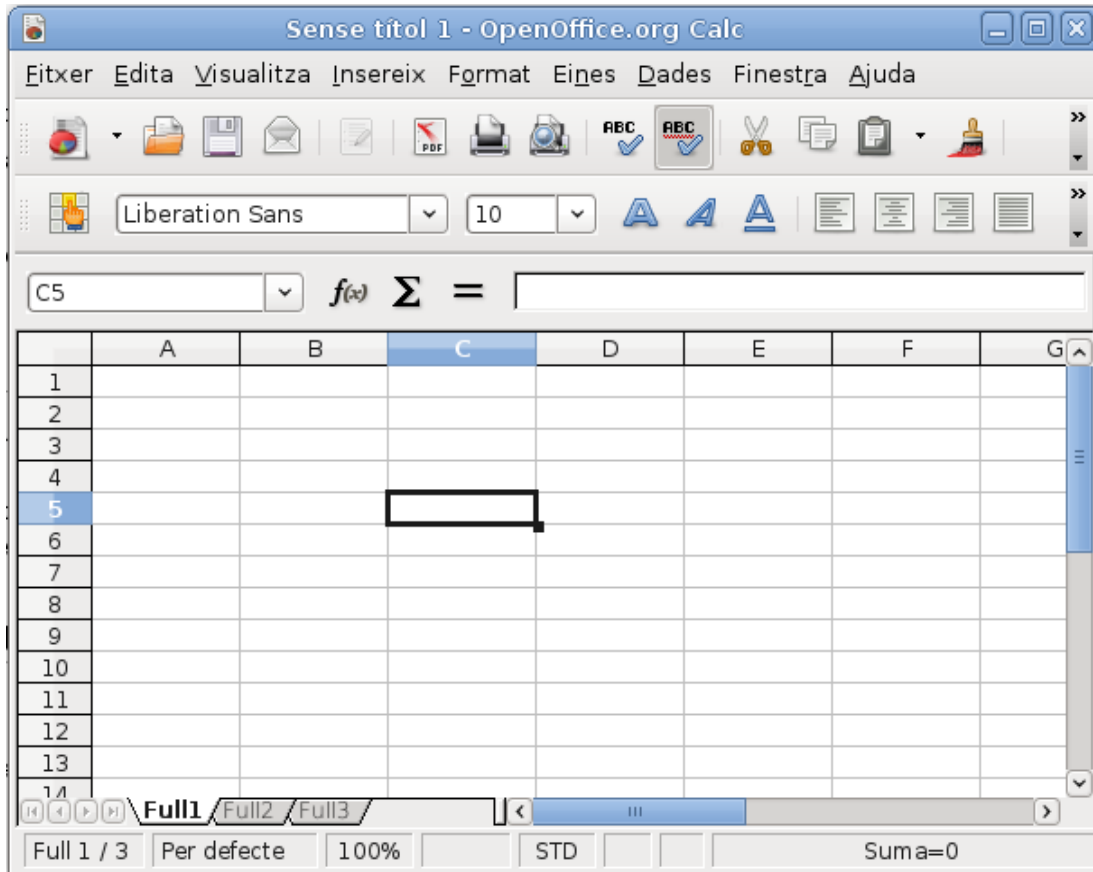 Sense títol 1 - OpenOffice.org Calc
Fitxer Edita Visualitza Insereix Format Eines Dades Finestra Ajuda
PDF ABC ABC
Liberation Sans 10 A A A
C5 f(x) Σ =
A B C D E F G
1
2
3
4
5
6
7
8
9
10
11
12
13
14
Full1 Full2 Full3
Full 1 / 3 Per defecte 100% STD Suma=0